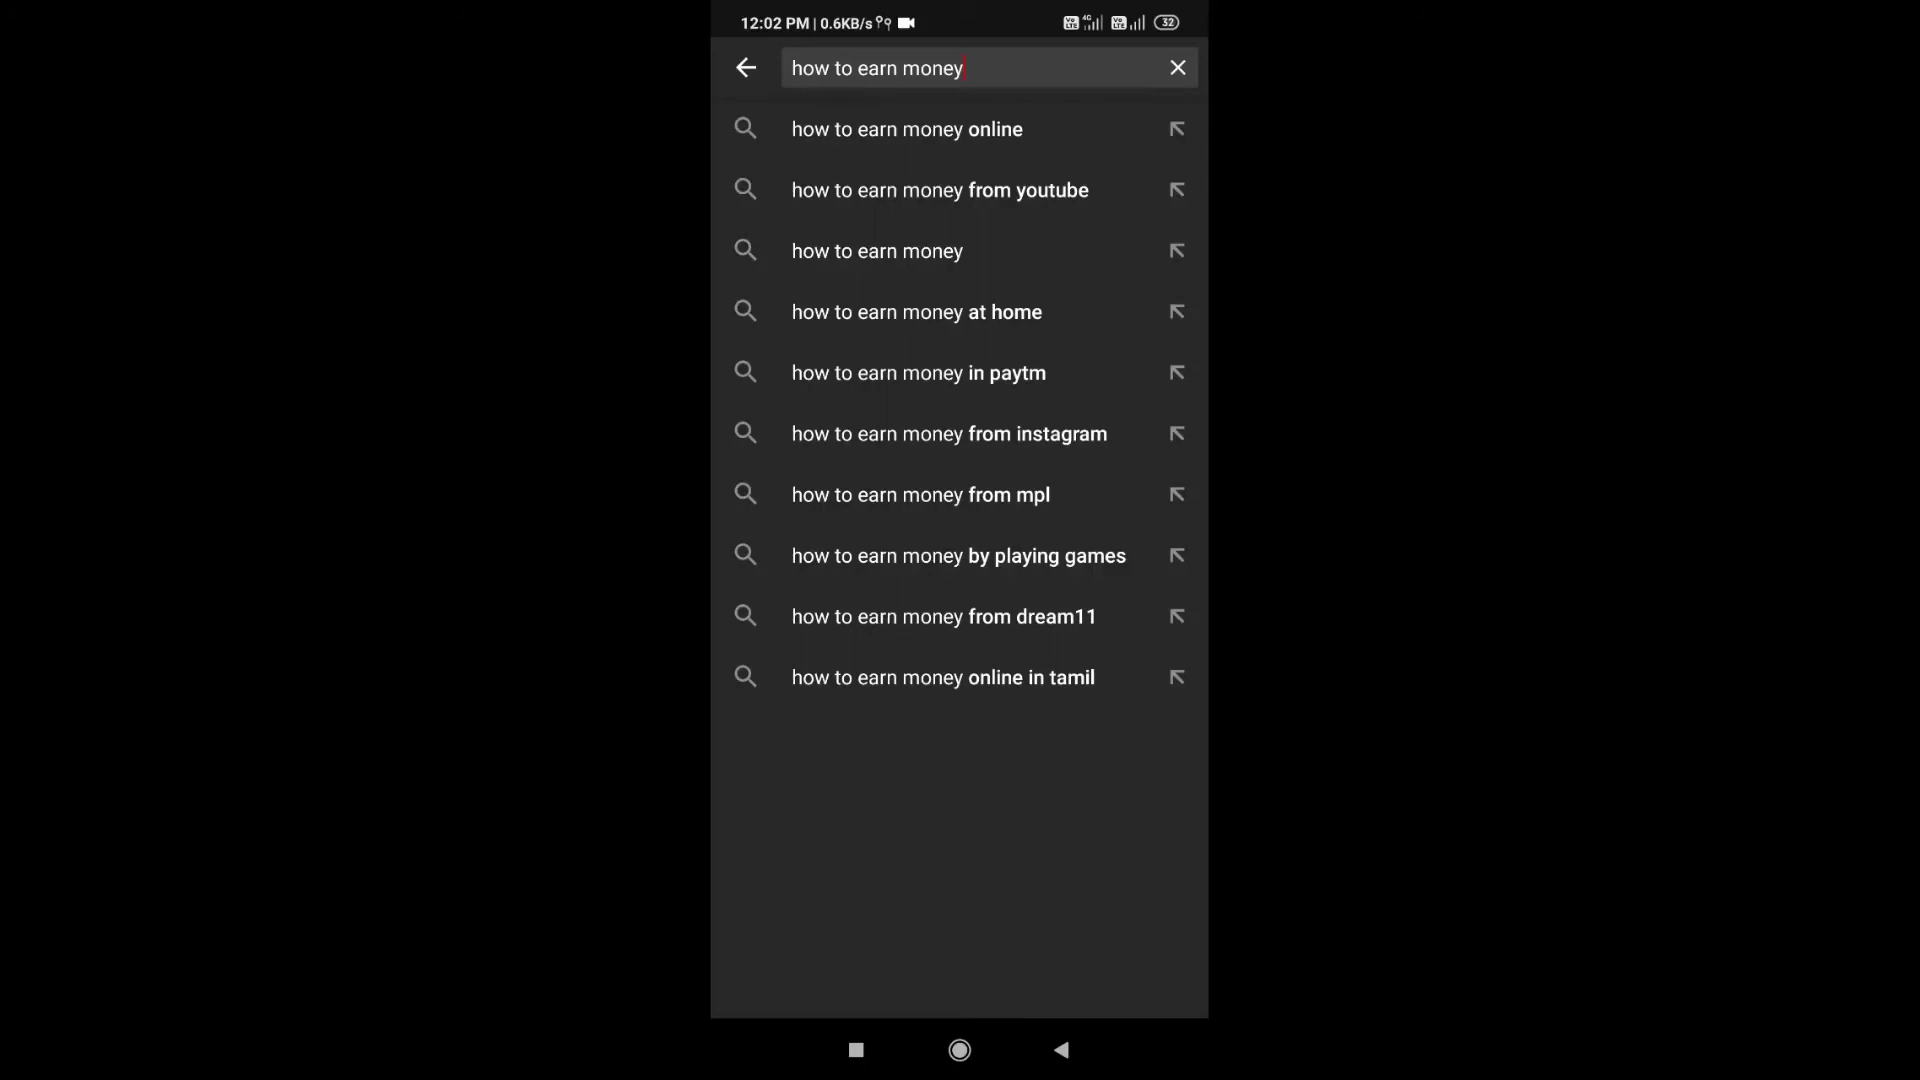 12:02 PM | 0.6KB/s
4G
32
how to earn money
how to earn money online
how to earn money from youtube
how to earn money
how to earn money at home
how to earn money in paytm
how to earn money from instagram
how to earn money from mpl
how to earn money by playing games
how to earn money from dream11
how to earn money online in tamil